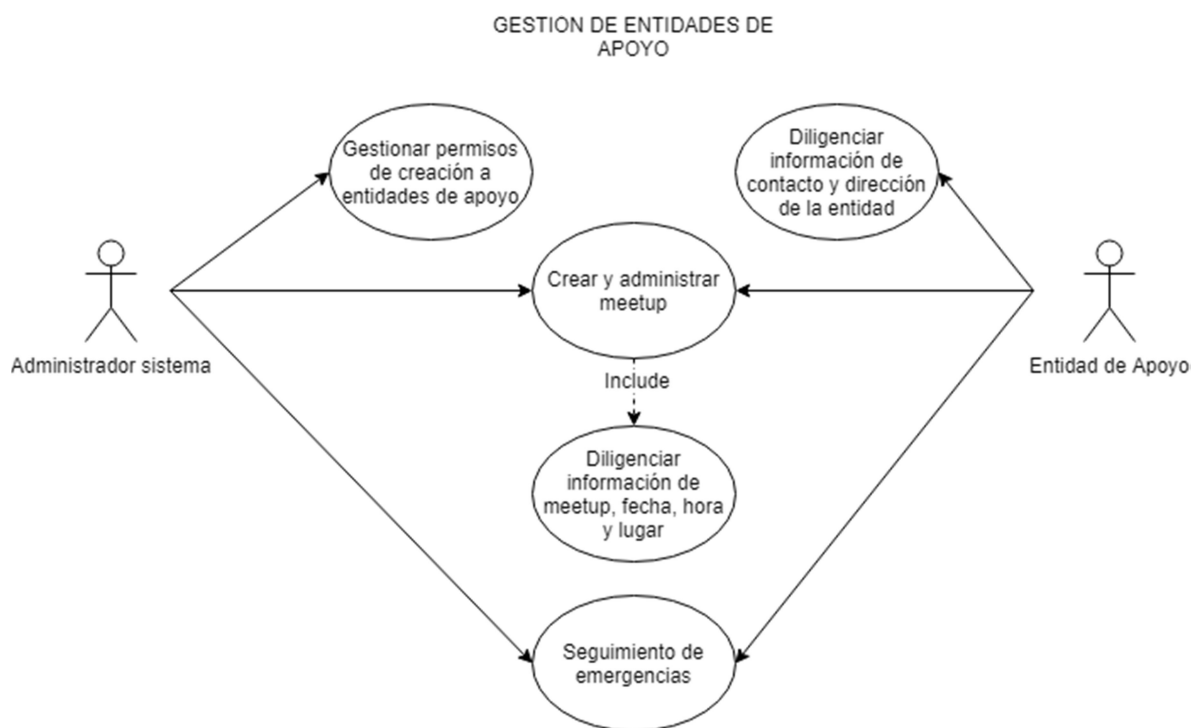 GESTION DE ENTIDADES DE
APOYO
Gestionar permisos
de creación a
entidades de apoyo
Diligenciar
información de
contacto y dirección
de la entidad
Crear y administrar
meetup
Administrador sistema
Entidad de Apoyo
Include
Diligenciar
información de
meetup, fecha, hora
y lugar
Seguimiento de
emergencias